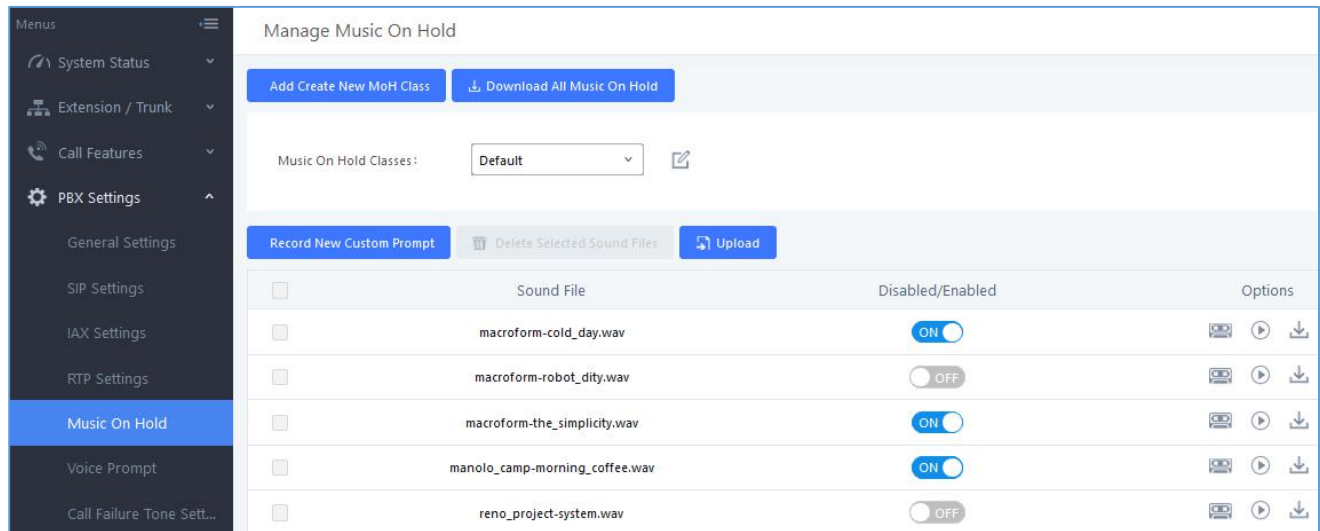 Menus
Manage Music On Hold
System Status
Add Create New MoH Class
Download All Music On Hold
Extension / Trunk
Call Features
Music On Hold Classes :
Default
PBX Settings
General Settings
Record New Custom Prompt
Delete Selected Sound Files
Upload
SIP Settings
Sound File
Disabled/Enabled
Options
IAX Settings
macroform-cold_day.wav
ON
RTP Settings
macroform-robot_dity.wav
OFF
Music On Hold
macroform-the_simplicity.wav
ON
Voice Prompt
manolo_camp-morning_coffee.wav
ON
Call Failure Tone Sett...
reno_project-system.wav
OFF